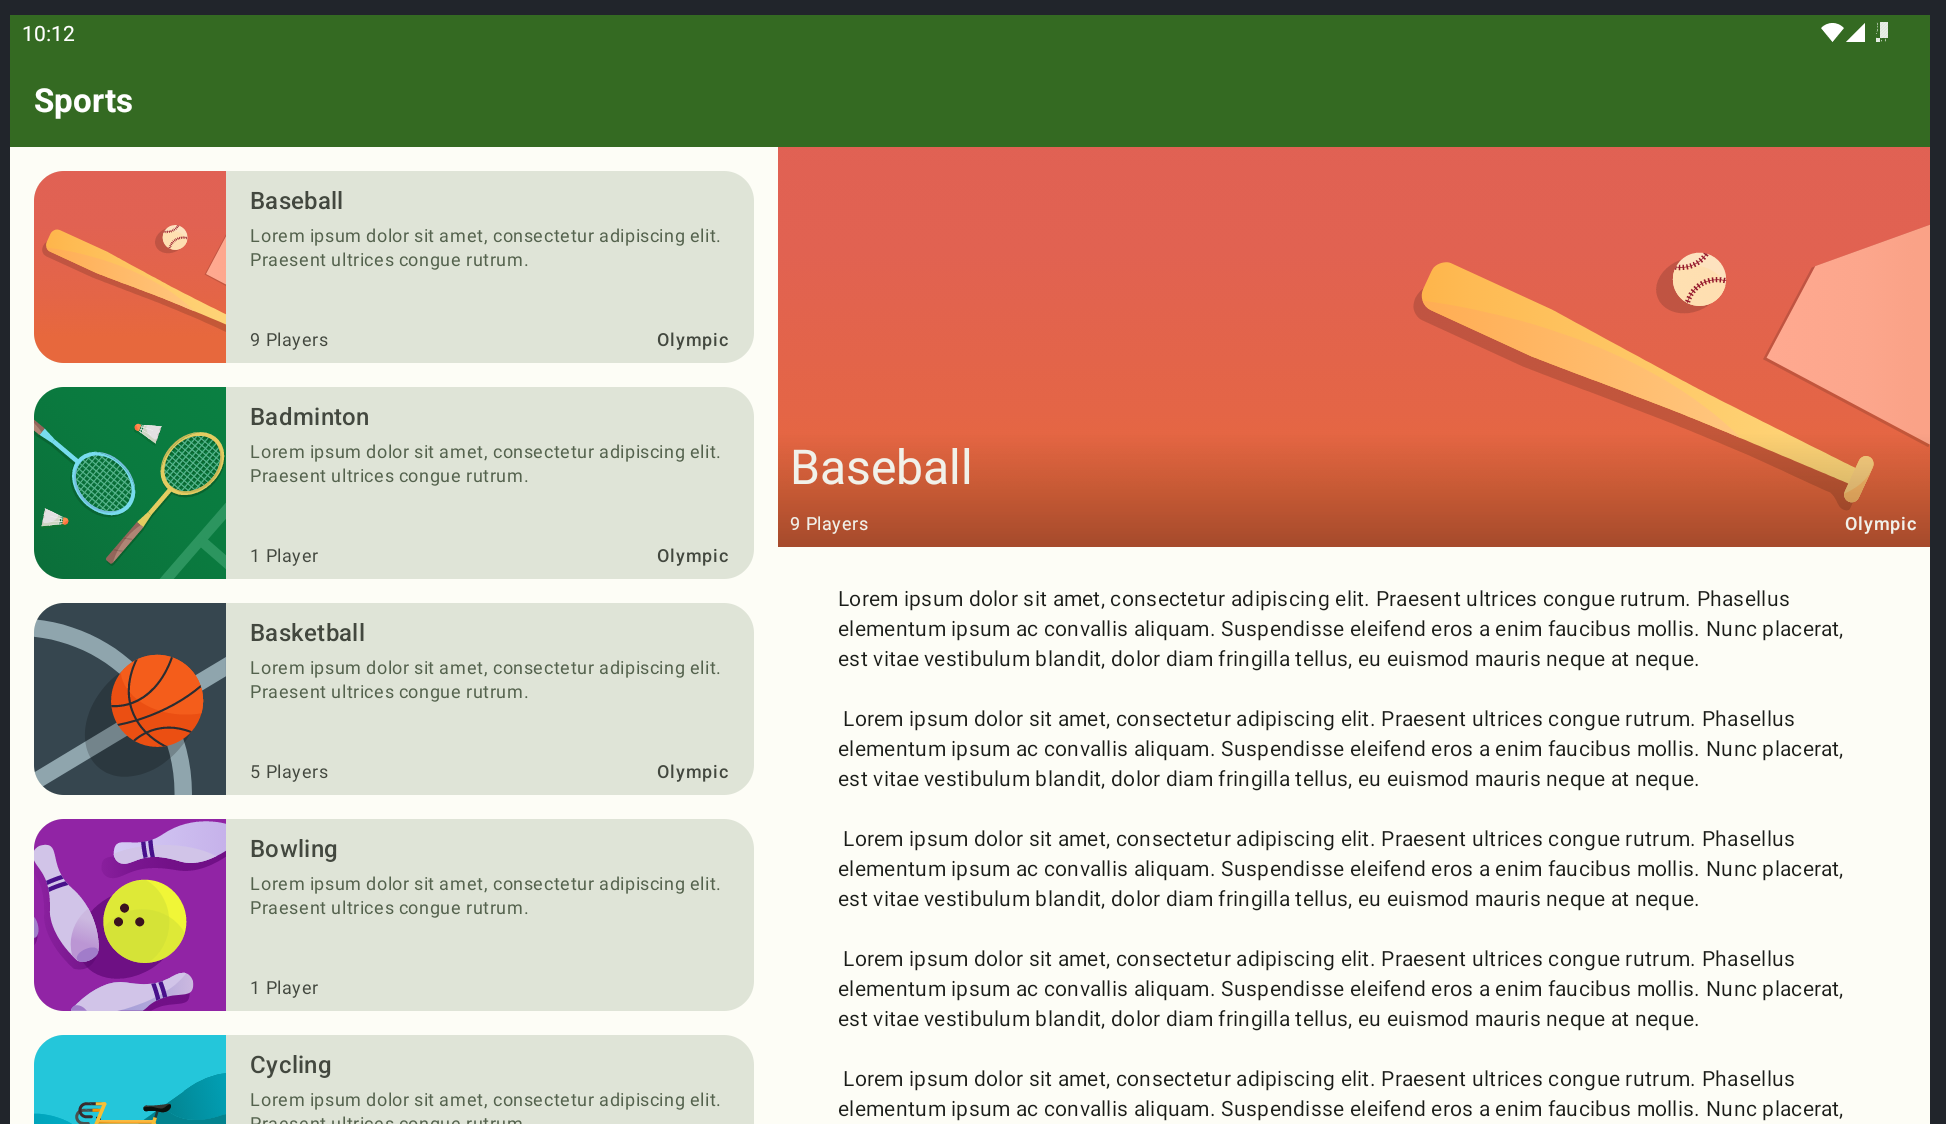 10:12
Sports
Baseball
Lorem ipsum dolor sit amet, consectetur adipiscing elit.
Praesent ultrices congue rutrum.
9 Players
Olympic
Badminton
Lorem ipsum dolor sit amet, consectetur adipiscing elit.
Praesent ultrices congue rutrum.
1 Player
Olympic
Basketball
Lorem ipsum dolor sit amet, consectetur adipiscing elit.
Praesent ultrices congue rutrum.
5 Players
Olympic
Bowling
Lorem ipsum dolor sit amet, consectetur adipiscing elit.
Praesent ultrices congue rutrum.
1 Player
Cycling
Lorem ipsum dolor sit amet, consectetur adipiscing elit.
Praesent ultrices congue rutrum.
Baseball
9 Players
Olympic
Lorem ipsum dolor sit amet, consectetur adipiscing elit. Praesent ultrices congue rutrum. Phasellus
elementum ipsum ac convallis aliquam. Suspendisse eleifend eros a enim faucibus mollis. Nunc placerat,
est vitae vestibulum blandit, dolor diam fringilla tellus, eu euismod mauris neque at neque.
Lorem ipsum dolor sit amet, consectetur adipiscing elit. Praesent ultrices congue rutrum. Phasellus
elementum ipsum ac convallis aliquam. Suspendisse eleifend eros a enim faucibus mollis. Nunc placerat,
est vitae vestibulum blandit, dolor diam fringilla tellus, eu euismod mauris neque at neque.
Lorem ipsum dolor sit amet, consectetur adipiscing elit. Praesent ultrices congue rutrum. Phasellus
elementum ipsum ac convallis aliquam. Suspendisse eleifend eros a enim faucibus mollis. Nunc placerat,
est vitae vestibulum blandit, dolor diam fringilla tellus, eu euismod mauris neque at neque.
Lorem ipsum dolor sit amet, consectetur adipiscing elit. Praesent ultrices congue rutrum. Phasellus
elementum ipsum ac convallis aliquam. Suspendisse eleifend eros a enim faucibus mollis. Nunc placerat,
est vitae vestibulum blandit, dolor diam fringilla tellus, eu euismod mauris neque at neque.
Lorem ipsum dolor sit amet, consectetur adipiscing elit. Praesent ultrices congue rutrum. Phasellus
elementum ipsum ac convallis aliquam. Suspendisse eleifend eros a enim faucibus mollis. Nunc placerat,